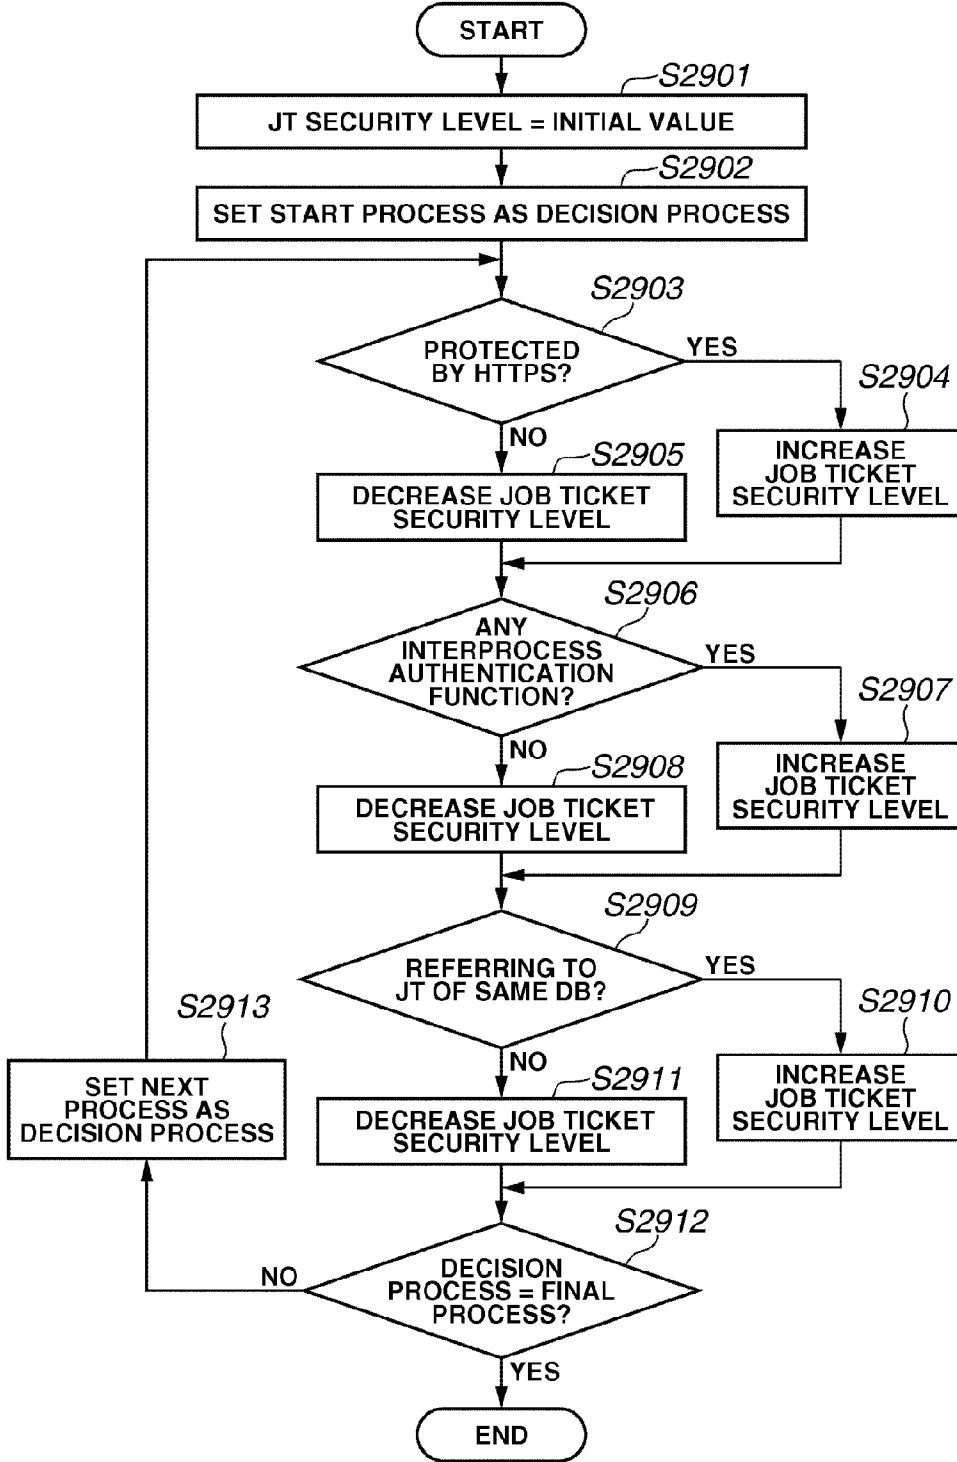 START
S2901
JT SECURITY LEVEL = INITIAL VALUE
S2902
SET START PROCESS AS DECISION PROCESS
S2903
PROTECTED
BY HTTPS?
YES
S2904
INCREASE
JOB TICKET
SECURITY LEVEL
NO
S2905
DECREASE JOB TICKET
SECURITY LEVEL
S2906
ANY
INTERPROCESS
AUTHENTICATION
FUNCTION?
YES
S2907
INCREASE
JOB TICKET
SECURITY LEVEL
NO
S2908
DECREASE JOB TICKET
SECURITY LEVEL
S2909
REFERRING TO
JT OF SAME DB?
YES
S2910
INCREASE
JOB TICKET
SECURITY LEVEL
NO
S2911
DECREASE JOB TICKET
SECURITY LEVEL
S2913
SET NEXT
PROCESS AS
DECISION PROCESS
S2912
DECISION
PROCESS = FINAL
PROCESS?
NO
YES
END